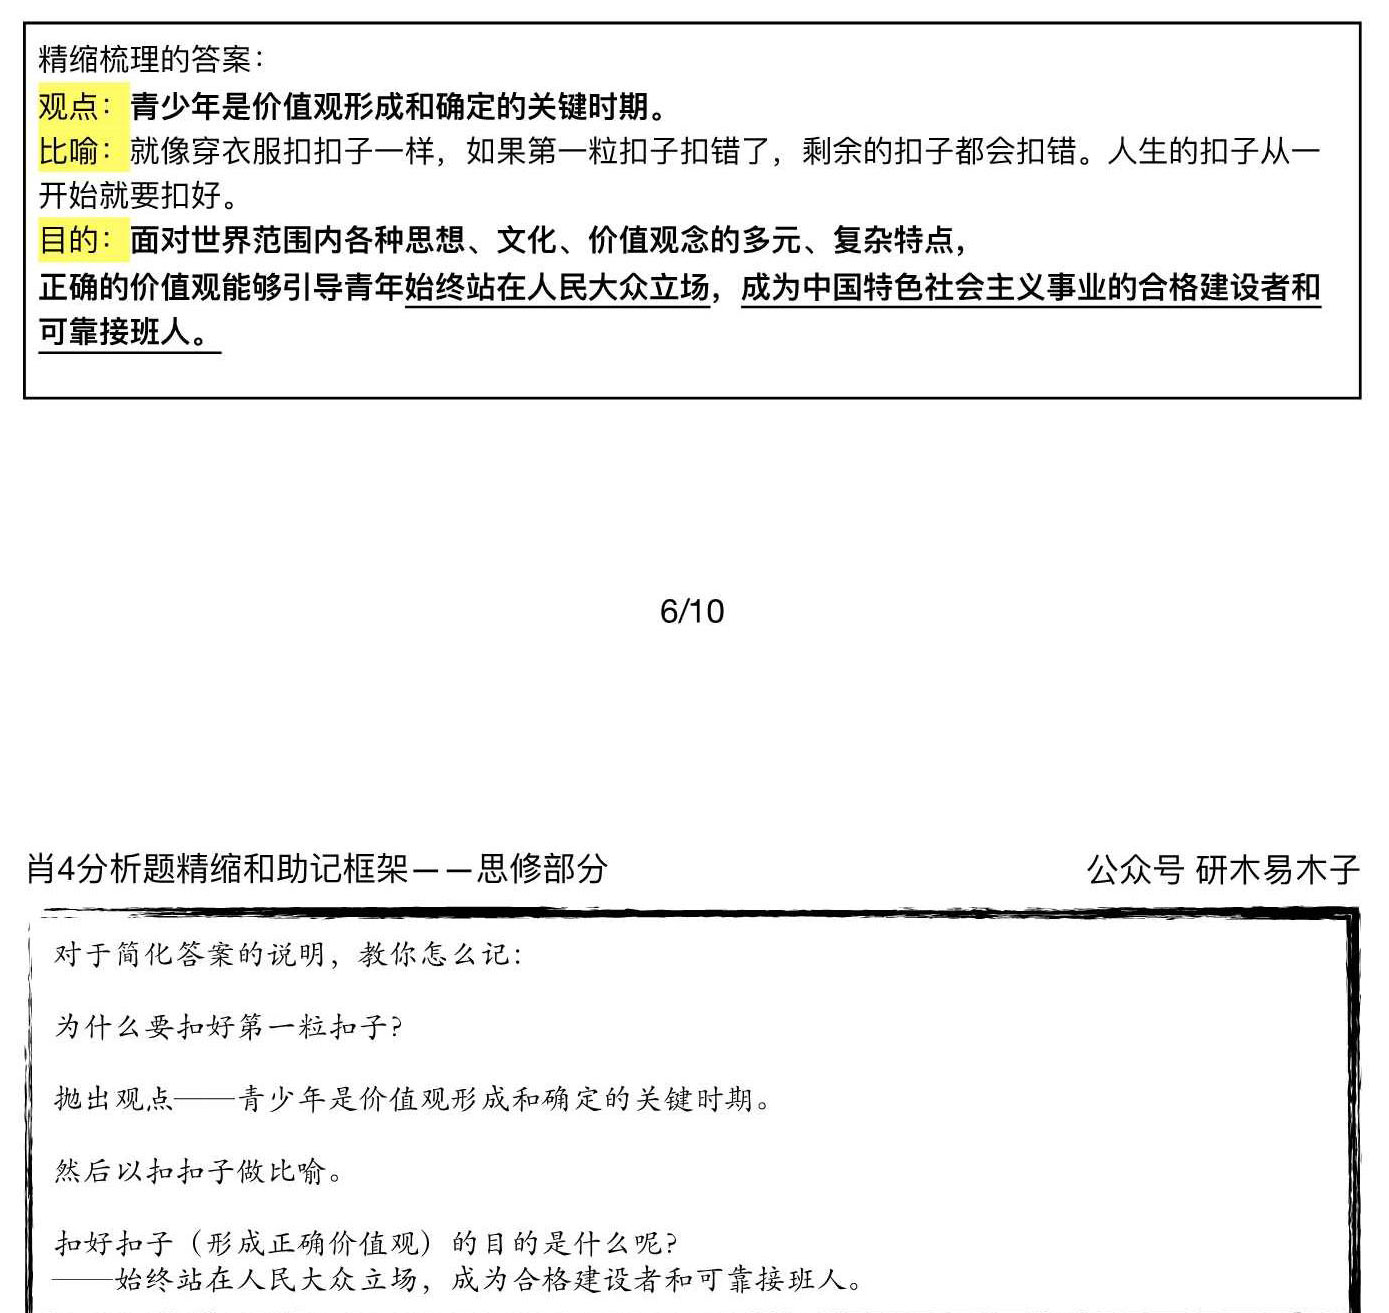 精缩梳理的答案：
观点：青少年是价值观形成和确定的关键时期。
比喻：就像穿衣服扣扣子一样，如果第一粒扣子扣错了，剩余的扣子都会扣错。人生的扣子从一
开始就要扣好。
目的：面对世界范围内各种思想、文化、价值观念的多元、复杂特点，
正确的价值观能够引导青年始终站在人民大众立场，成为中国特色社会主义事业的合格建设者和
可靠接班人。
6/10
肖4分析题精缩和助记框架——思修部分 公众号 研木易木子
对于简化答案的说明，教你怎么记：
为什么要扣好第一粒扣子？
抛出观点——青少年是价值观形成和确定的关键时期。
然后以扣扣子做比喻。
扣好扣子（形成正确价值观）的目的是什么呢？
——始终站在人民大众立场，成为合格建设者和可靠接班人。